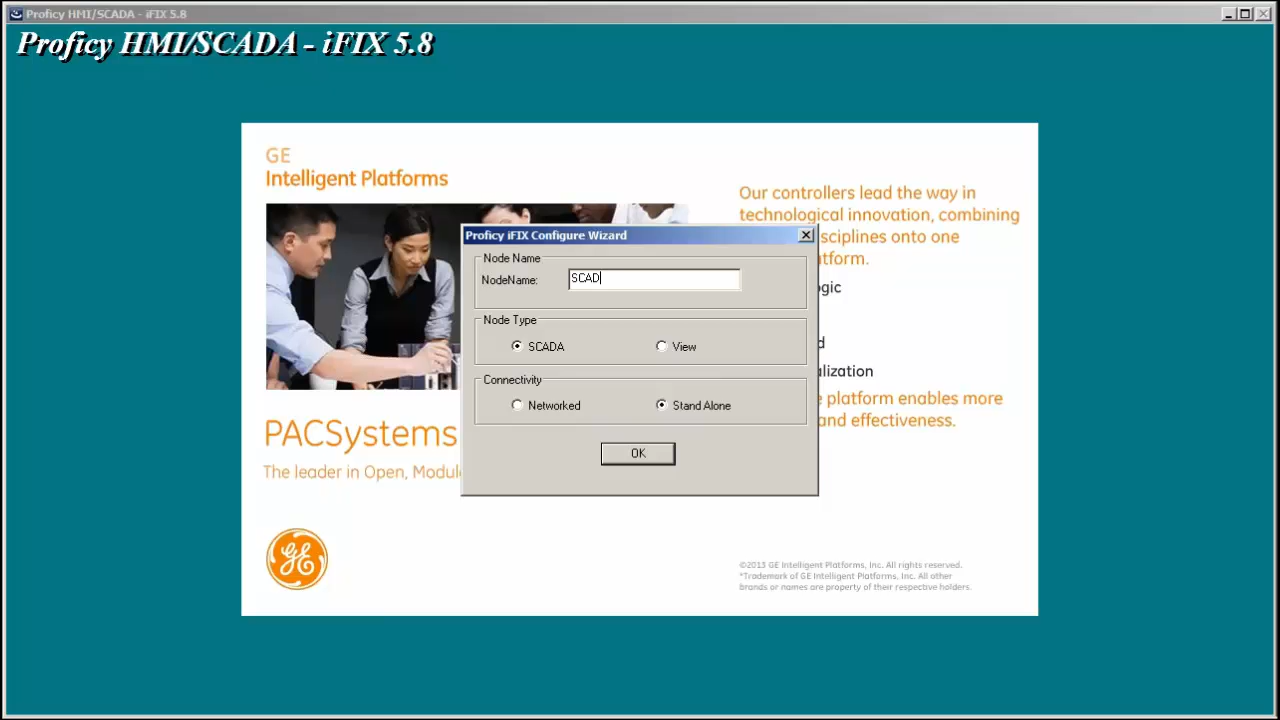 Proficy HMI/SCADA - iFIX 5.8
Proficy HMI/SCADA - iFIX 5.8
GE
Intelligent Platforms
Our controllers lead the way in
technological innovation, combining
sciplines onto one
tform.
ogic
d
alization
e platform enables more
and effectiveness.
Proficy iFIX Configure Wizard
Node Name
NodeName:
SCAD
Node Type
SCADA
View
Connectivity
Networked
Stand Alone
OK
PACSystems
The leader in Open, Modul
GE
©2013 GE Intelligent Platforms, Inc. All rights reserved.
*Trademark of GE Intelligent Platforms, Inc. All other
brands or names are property of their respective holders.